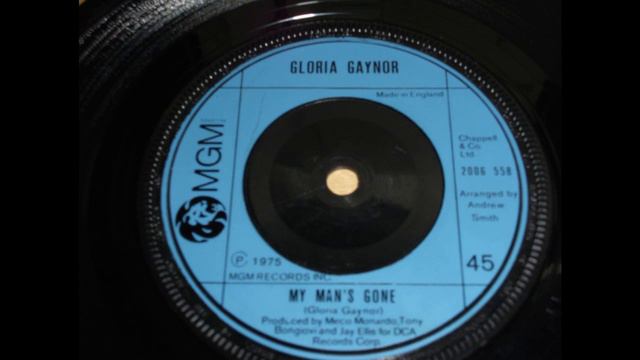 GLORIA GAYNOR
Made in England
MGM
Chappell
& Co.
Ltd.
2006 558
Arranged by
Andrew
Smith
℗ 1975
MGM RECORDS INC.
45
MY MAN'S GONE
(Gloria Gaynor)
Produced by Meco Monardo, Tony
Bongiovi and Jay Ellis for DCA
Records Corp.